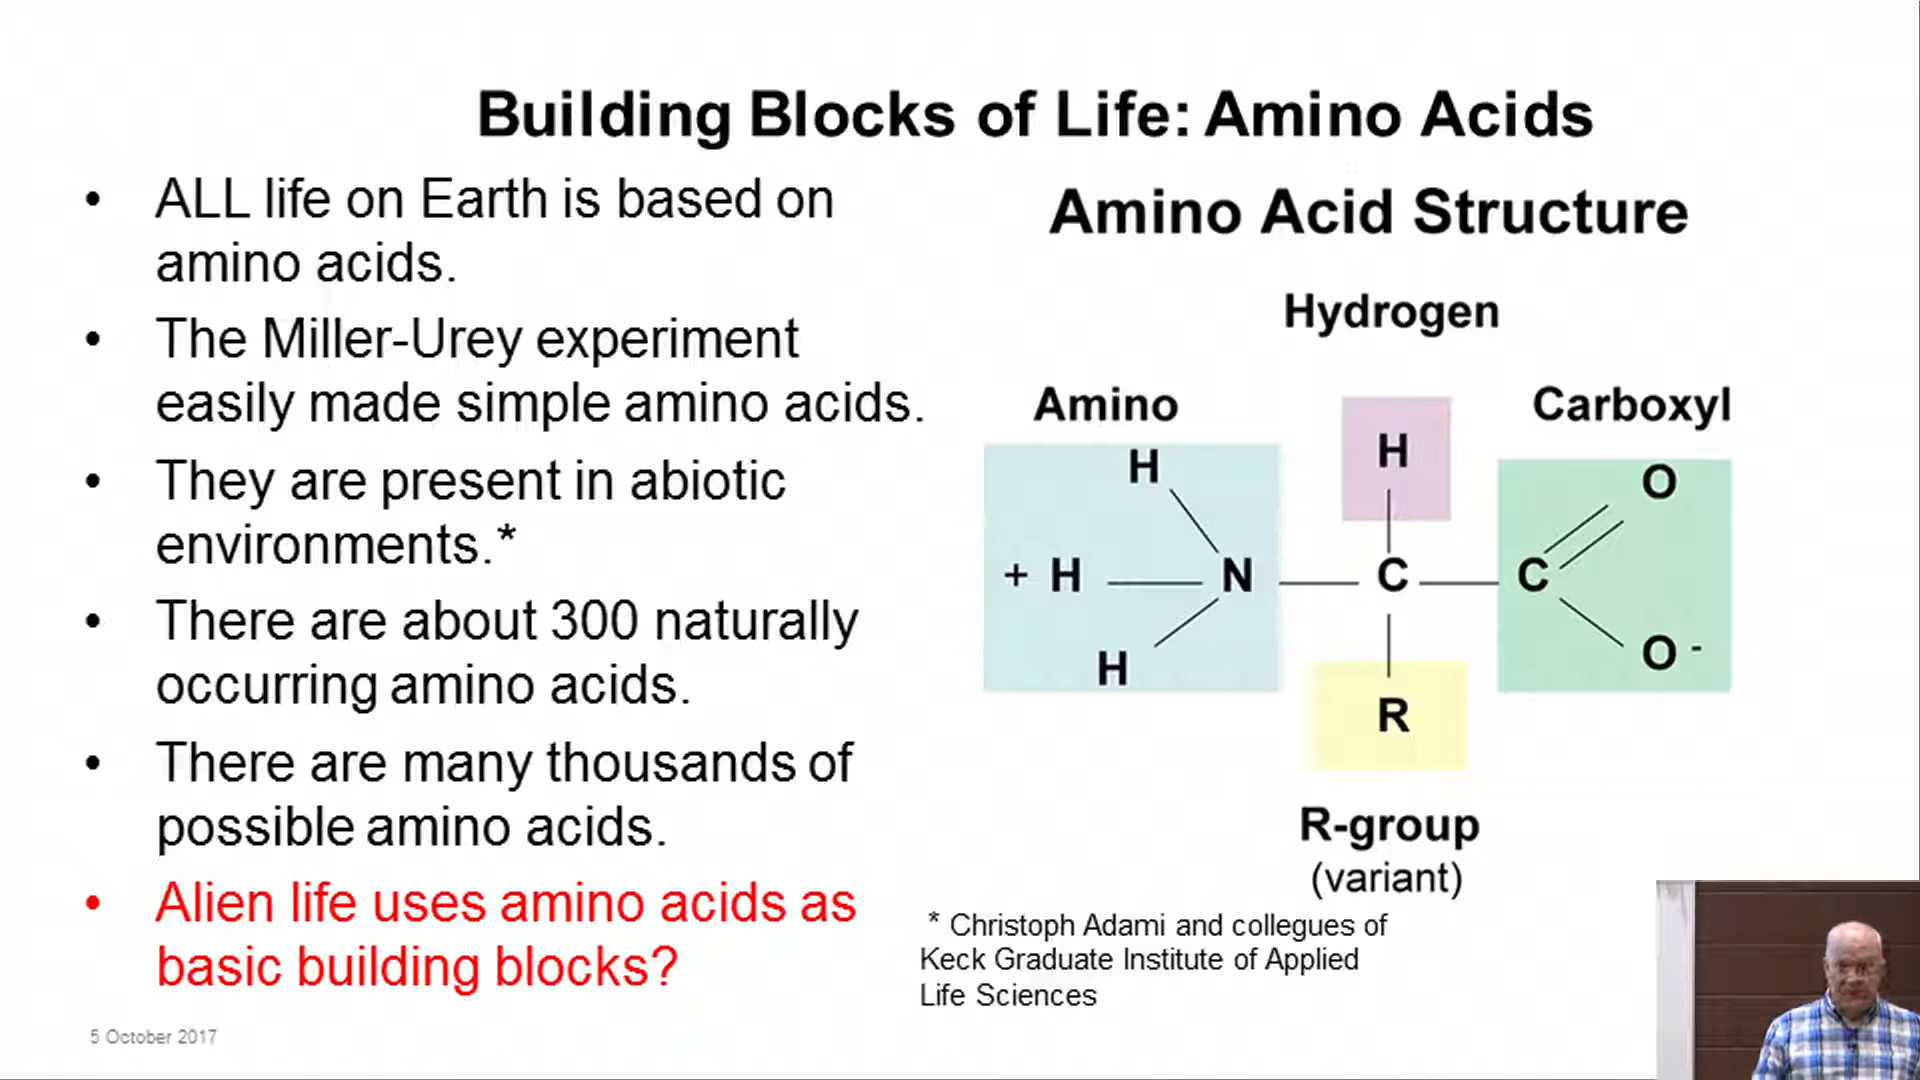 Building Blocks of Life: Amino Acids
• ALL life on Earth is based on
amino acids.
• The Miller-Urey experiment
easily made simple amino acids.
• They are present in abiotic
environments.*
• There are about 300 naturally
occurring amino acids.
• There are many thousands of
possible amino acids.
• Alien life uses amino acids as
basic building blocks?
Amino Acid Structure
Hydrogen
Amino
Carboxyl
H
H
O
+ H N C C
H
O -
R
R-group
(variant)
* Christoph Adami and collegues of
Keck Graduate Institute of Applied
Life Sciences
5 October 2017